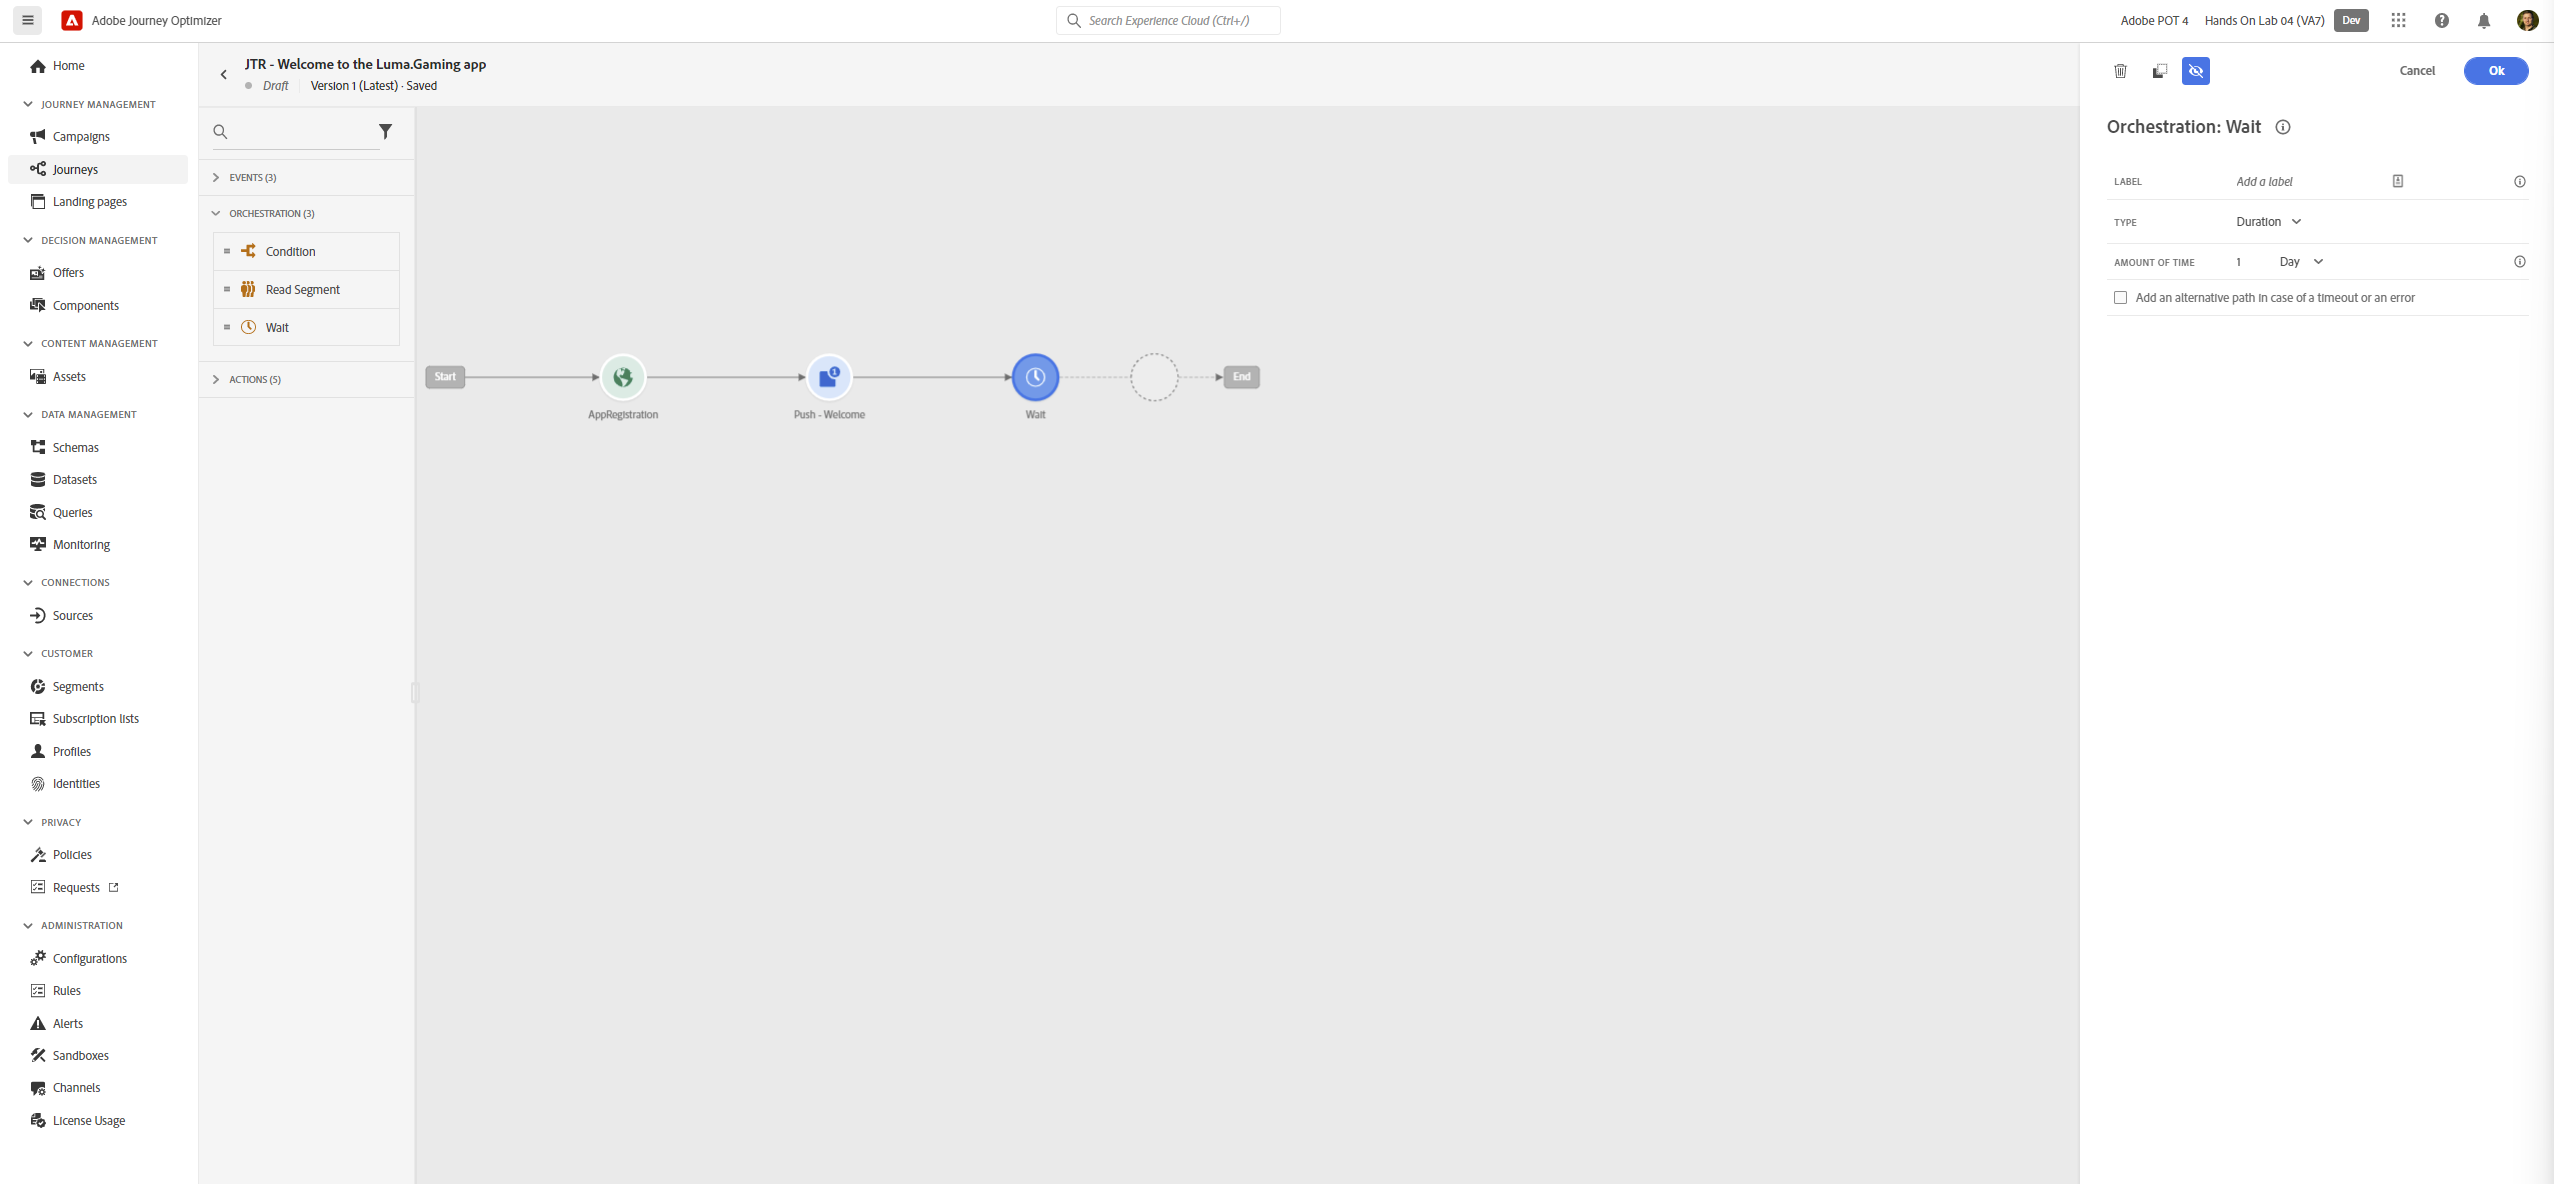 Adobe Journey Optimizer
Search Experience Cloud (Ctrl+/)
Adobe POT 4
Hands On Lab 04 (VA7)
Dev
Home
JOURNEY MANAGEMENT
Campaigns
Journeys
Landing pages
DECISION MANAGEMENT
Offers
Components
CONTENT MANAGEMENT
Assets
DATA MANAGEMENT
Schemas
Datasets
Queries
Monitoring
CONNECTIONS
Sources
CUSTOMER
Segments
Subscription lists
Profiles
Identities
PRIVACY
Policies
Requests
ADMINISTRATION
Configurations
Rules
Alerts
Sandboxes
Channels
License Usage
JTR - Welcome to the Luma.Gaming app
Draft
Version 1 (Latest) · Saved
EVENTS (3)
ORCHESTRATION (3)
Condition
Read Segment
Wait
ACTIONS (5)
Start
AppRegistration
1
Push - Welcome
Wait
End
Cancel
Ok
Orchestration: Wait
LABEL
Add a label
TYPE
Duration
AMOUNT OF TIME
1
Day
Add an alternative path in case of a timeout or an error